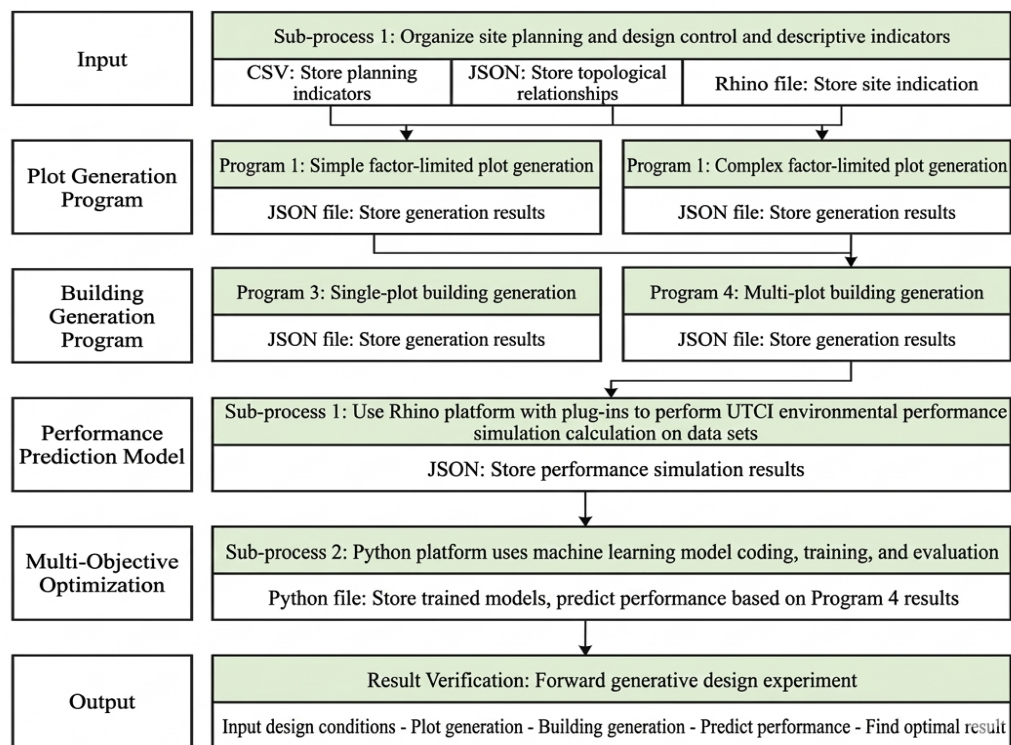 Input
Sub-process 1: Organize site planning and design control and descriptive indicators
CSV: Store planning
indicators
JSON: Store topological
relationships
Rhino file: Store site indication
Plot Generation
Program
Program 1: Simple factor-limited plot generation
JSON file: Store generation results
Program 1: Complex factor-limited plot generation
JSON file: Store generation results
Building
Generation
Program
Program 3: Single-plot building generation
JSON file: Store generation results
Program 4: Multi-plot building generation
JSON file: Store generation results
Performance
Prediction Model
Sub-process 1: Use Rhino platform with plug-ins to perform UTCI environmental performance
simulation calculation on data sets
JSON: Store performance simulation results
Multi-Objective
Optimization
Sub-process 2: Python platform uses machine learning model coding, training, and evaluation
Python file: Store trained models, predict performance based on Program 4 results
Output
Result Verification: Forward generative design experiment
Input design conditions - Plot generation - Building generation - Predict performance - Find optimal result